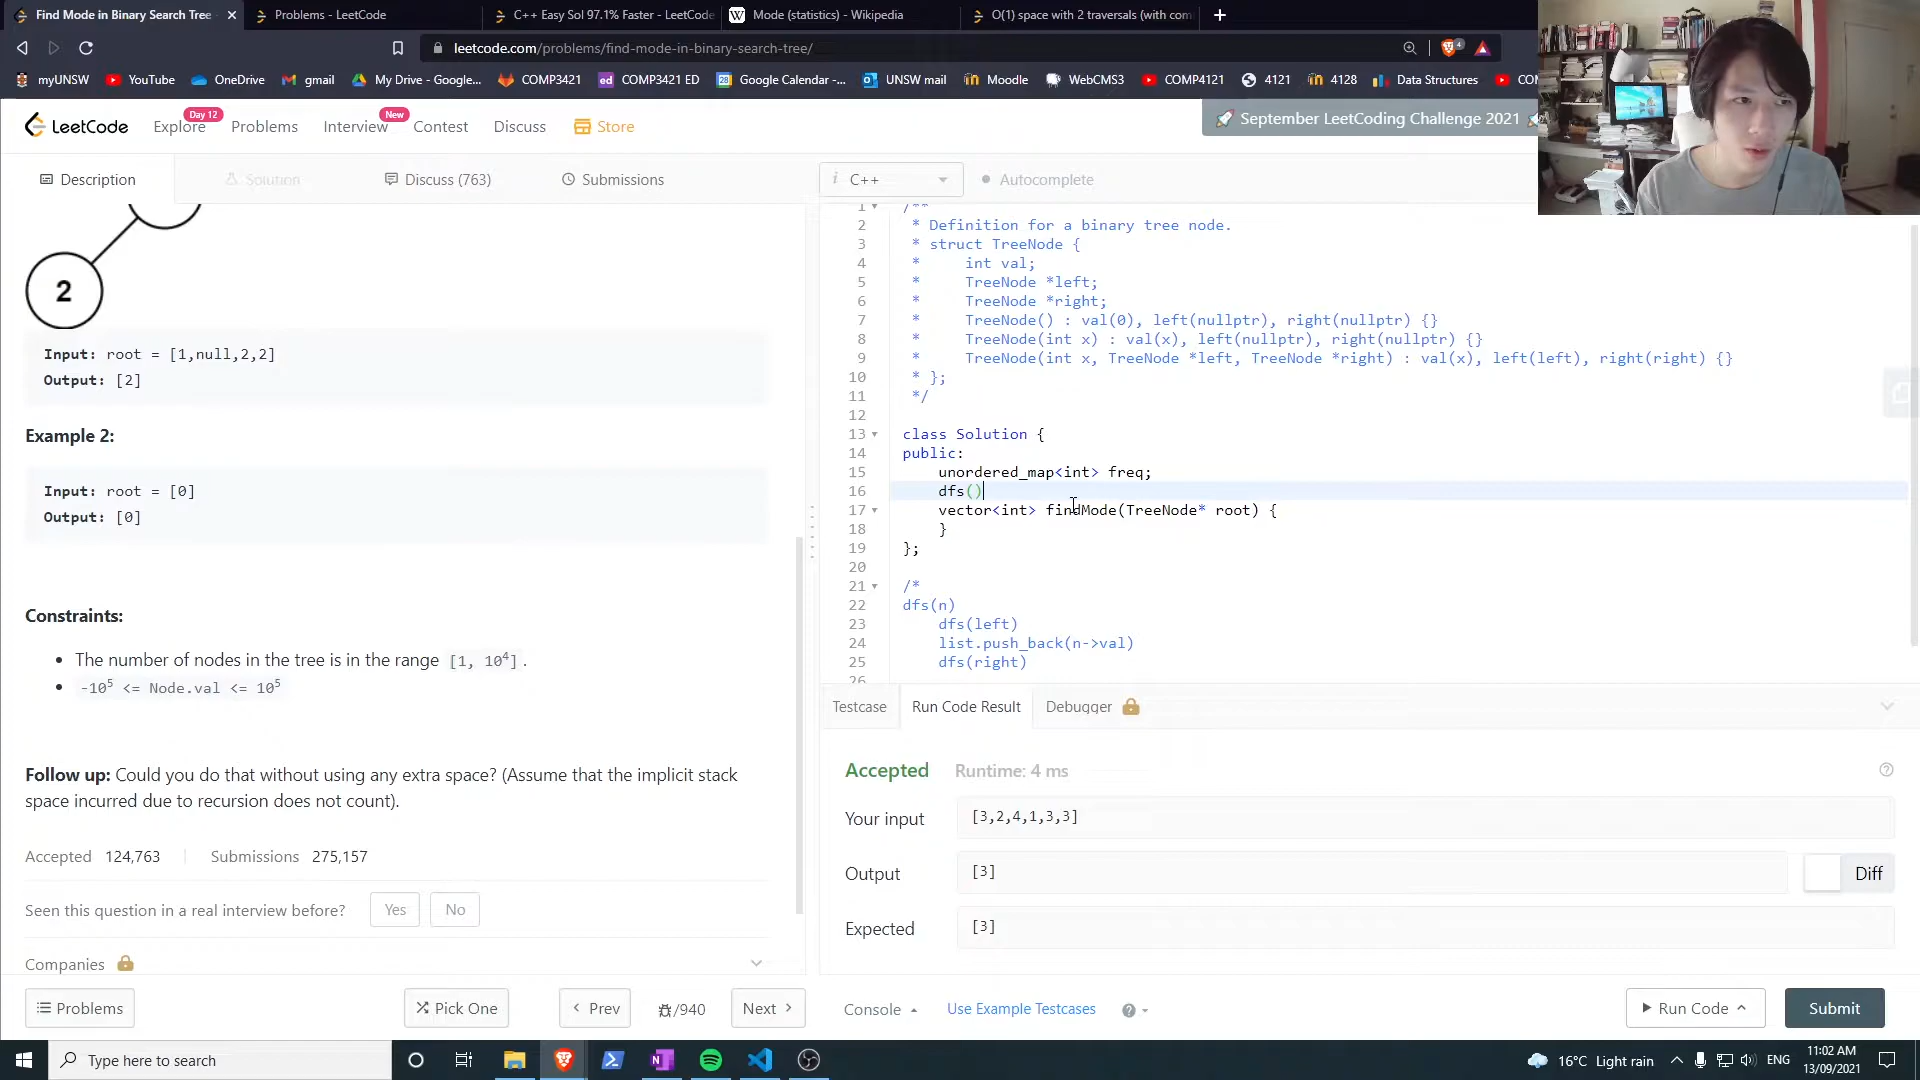 Find Mode in Binary Search Tree
Problems - LeetCode
C++ Easy Sol 97.1% Faster - LeetCode
Mode (statistics) - Wikipedia
O(1) space with 2 traversals (with com
leetcode.com/problems/find-mode-in-binary-search-tree/
myUNSW
YouTube
OneDrive
gmail
My Drive - Google...
COMP3421
ed COMP3421 ED
Google Calendar -...
UNSW mail
Moodle
WebCMS3
COMP4121
4121
4128
Data Structures
LeetCode
Explore
Day 12
Problems
Interview
New
Contest
Discuss
Store
September LeetCoding Challenge 2021
Description
Solution
Discuss (763)
Submissions
i C++
Autocomplete
2
Input: root = [1,null,2,2]
Output: [2]
Example 2:
Input: root = [0]
Output: [0]
Constraints:
• The number of nodes in the tree is in the range [1, 10⁴].
• -10⁵ <= Node.val <= 10⁵
Follow up: Could you do that without using any extra space? (Assume that the implicit stack
space incurred due to recursion does not count).
Accepted 124,763
Submissions 275,157
Seen this question in a real interview before?
Yes
No
Companies
Problems
Pick One
Prev
/940
Next
1 /**
2 * Definition for a binary tree node.
3 * struct TreeNode {
4 *     int val;
5 *     TreeNode *left;
6 *     TreeNode *right;
7 *     TreeNode() : val(0), left(nullptr), right(nullptr) {}
8 *     TreeNode(int x) : val(x), left(nullptr), right(nullptr) {}
9 *     TreeNode(int x, TreeNode *left, TreeNode *right) : val(x), left(left), right(right) {}
10 * };
11 */
12
13 class Solution {
14 public:
15     unordered_map<int> freq;
16     dfs()
17     vector<int> findMode(TreeNode* root) {
18     }
19 };
20
21 /*
22 dfs(n)
23     dfs(left)
24     list.push_back(n->val)
25     dfs(right)
26
Testcase
Run Code Result
Debugger
Accepted
Runtime: 4 ms
Your input
[3,2,4,1,3,3]
Output
[3]
Diff
Expected
[3]
Console
Use Example Testcases
Run Code
Submit
Type here to search
16°C Light rain
ENG
11:02 AM
13/09/2021